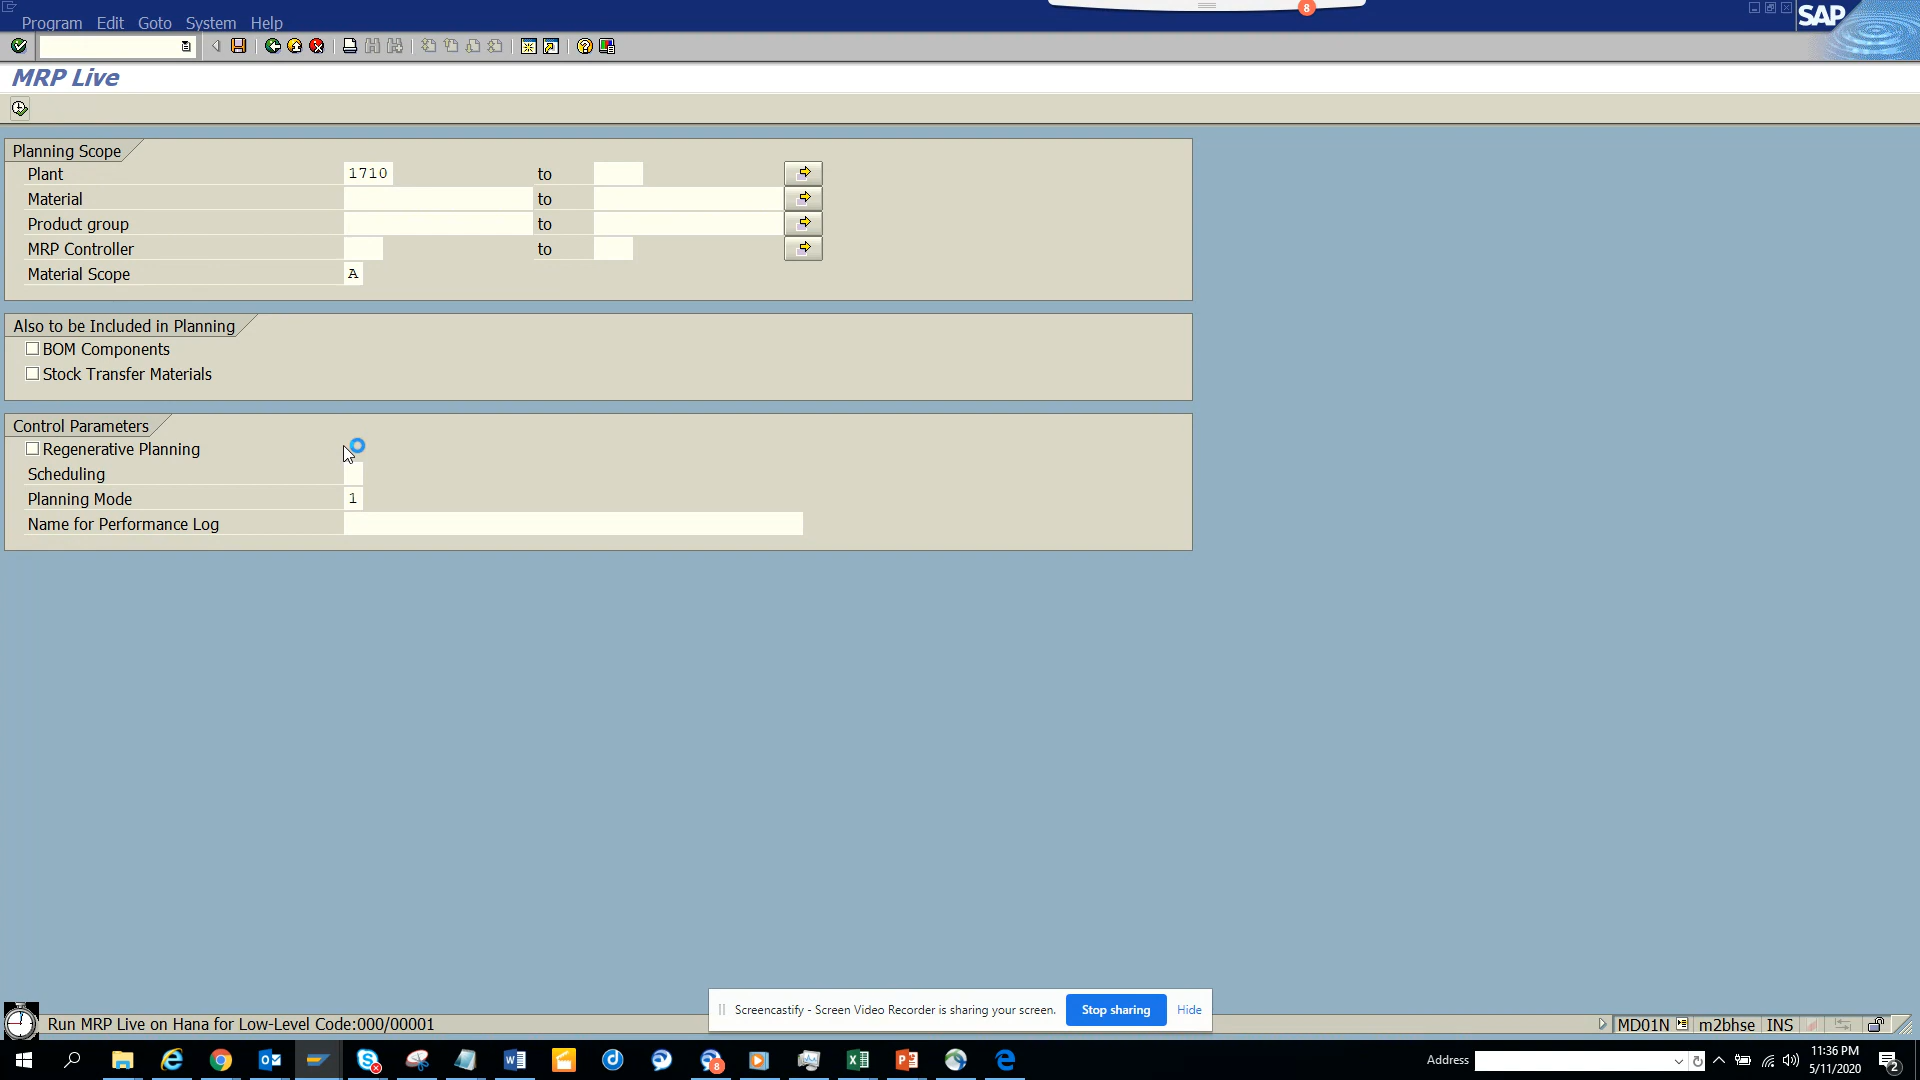 Program Edit Goto System Help
8
SAP
MRP Live
Planning Scope
Plant 1710 to
Material to
Product group to
MRP Controller to
Material Scope A
Also to be Included in Planning
BOM Components
Stock Transfer Materials
Control Parameters
Regenerative Planning
Scheduling
Planning Mode 1
Name for Performance Log
Screencastify - Screen Video Recorder is sharing your screen. Stop sharing Hide
Run MRP Live on Hana for Low-Level Code:000/00001 MD01N m2bhse INS
8 Address 11:36 PM
5/11/2020 2